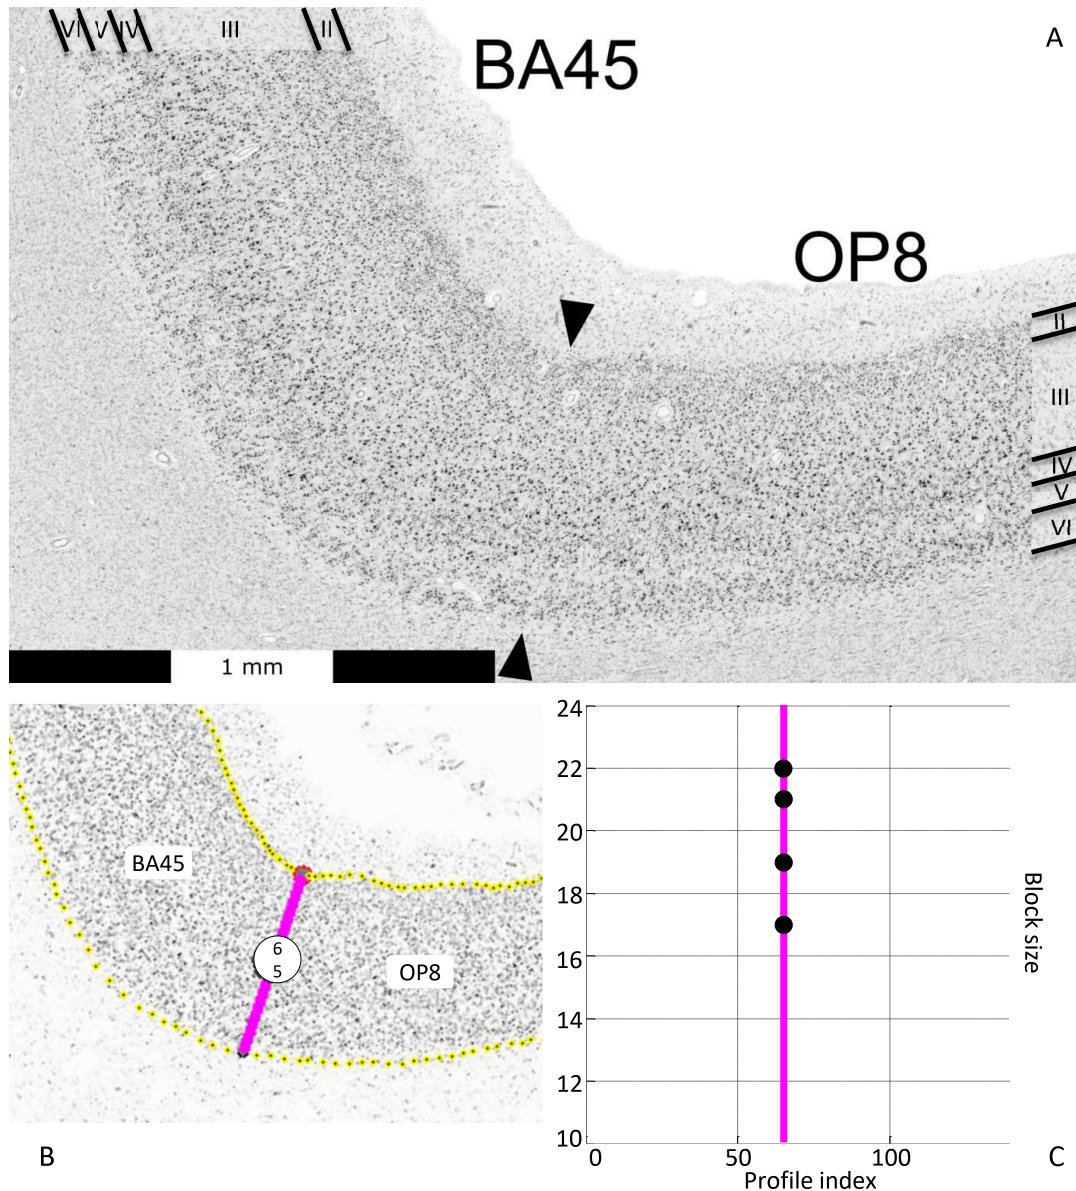 VI V IV III II
A
BA45
OP8
II
III
IV
V
VI
1 mm
BA45
6
5
OP8
B
24
22
20
18
16
14
12
10
0 50 100
Profile index
Block size
C